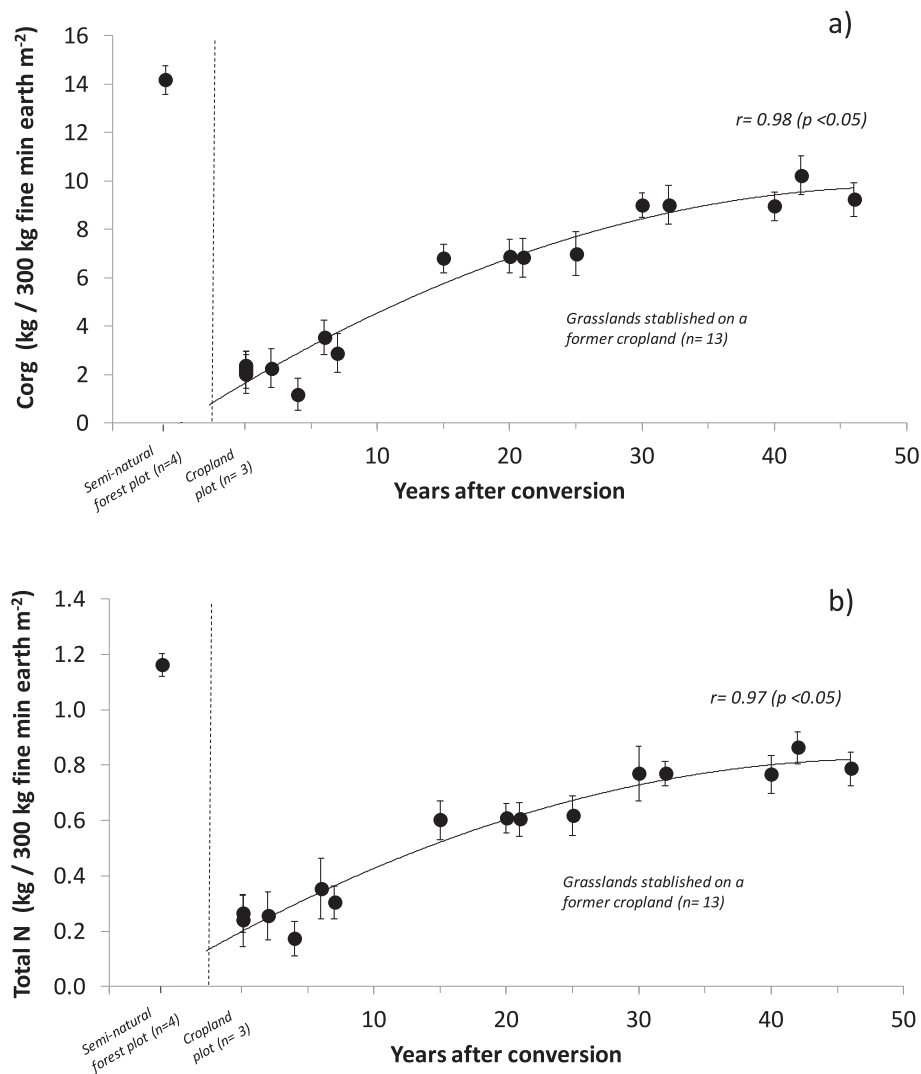 a)
16
14
12
10
8
6
4
2
0
Corg (kg / 300 kg fine min earth m-2)
r= 0.98 (p <0.05)
Grasslands stablished on a
former cropland (n= 13)
Semi-natural
forest plot (n=4)
Cropland
plot (n= 3)
10
20
30
40
50
Years after conversion
b)
1.4
1.2
1.0
0.8
0.6
0.4
0.2
0.0
Total N (kg / 300 kg fine min earth m-2)
r= 0.97 (p <0.05)
Grasslands stablished on a
former cropland (n= 13)
Semi-natural
forest plot (n=4)
Cropland
plot (n= 3)
10
20
30
40
50
Years after conversion